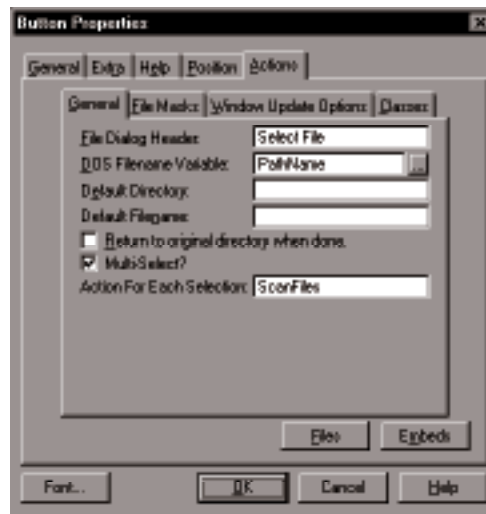 Button Properties
General Extra Help Position Actions
General File Masks Window Update Options Classes
File Dialog Header: Select File
DOS Filename Variable: PathName ...
Default Directory:
Default Filename:
Return to original directory when done.
Multi-Select?
Action For Each Selection: ScanFiles
Files Embeds
Font... OK Cancel Help